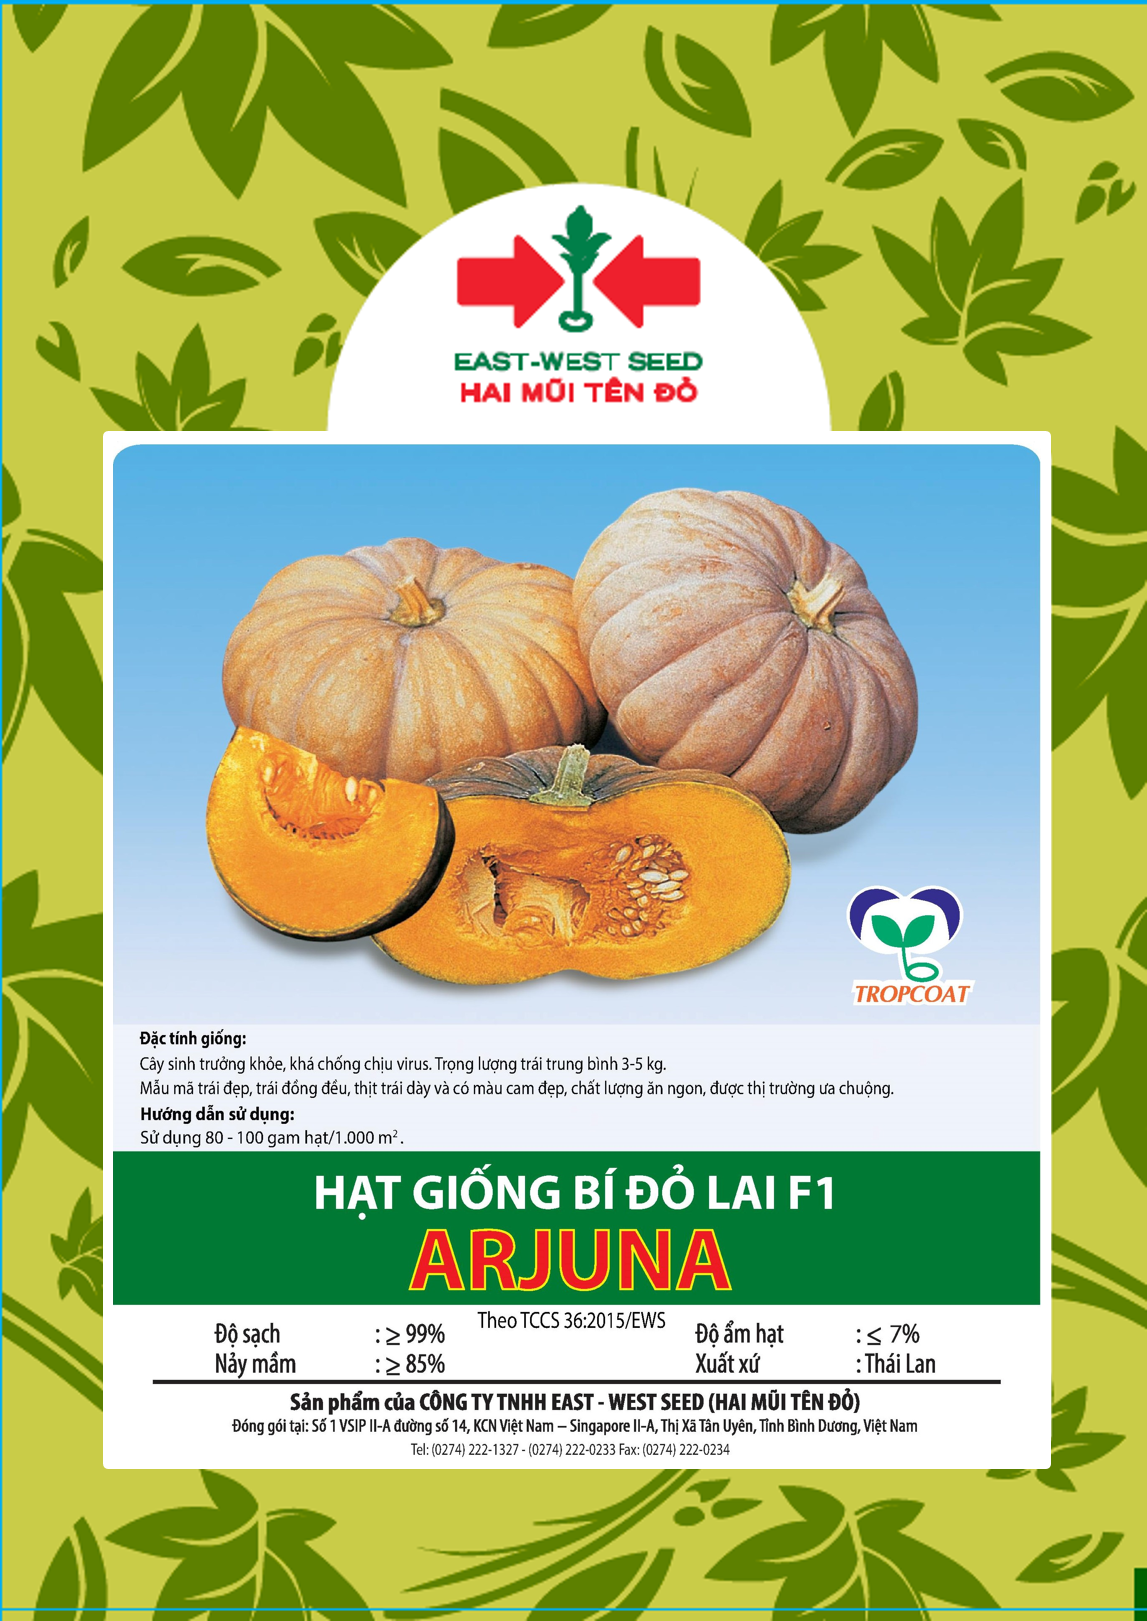 EAST-WEST SEED
HAI MŨI TÊN ĐỎ
TROPCOAT
Đặc tính giống:
Cây sinh trưởng khỏe, khá chống chịu virus. Trọng lượng trái trung bình 3-5 kg.
Mẫu mã trái đẹp, trái đồng đều, thịt trái dày và có màu cam đẹp, chất lượng ăn ngon, được thị trường ưa chuộng.
Hướng dẫn sử dụng:
Sử dụng 80 - 100 gam hạt/1.000 m².
HẠT GIỐNG BÍ ĐỎ LAI F1
ARJUNA
Theo TCCS 36:2015/EWS
Độ sạch : ≥ 99% Độ ẩm hạt : ≤ 7%
Nảy mầm : ≥ 85% Xuất xứ : Thái Lan
Sản phẩm của CÔNG TY TNHH EAST - WEST SEED (HAI MŨI TÊN ĐỎ)
Đóng gói tại: Số 1 VSIP II-A đường số 14, KCN Việt Nam – Singapore II-A, Thị Xã Tân Uyên, Tỉnh Bình Dương, Việt Nam
Tel: (0274) 222-1327 - (0274) 222-0233 Fax: (0274) 222-0234